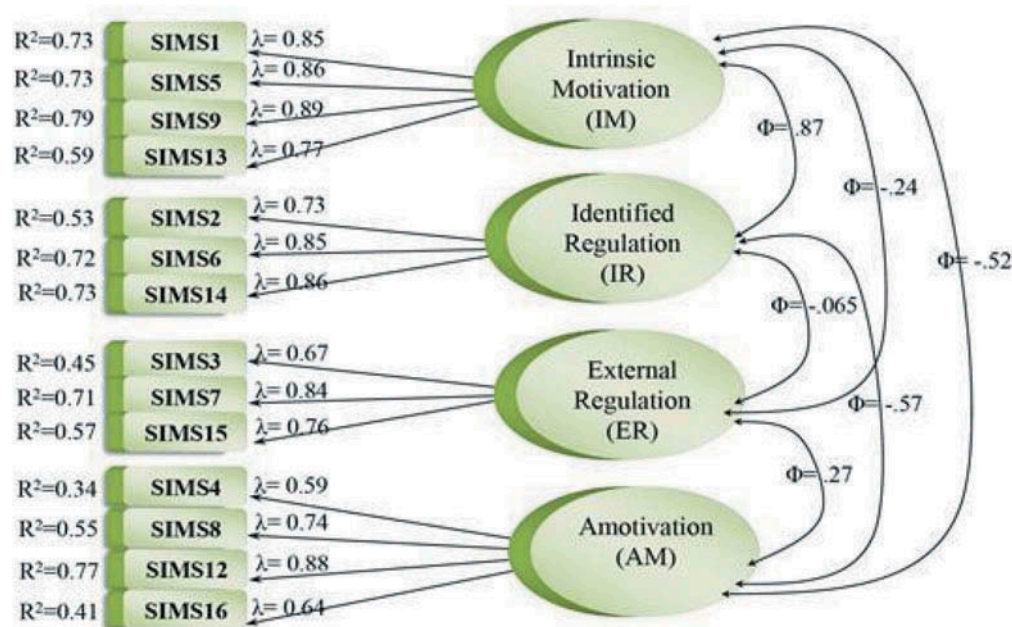 R²=0.73 SIMS1 λ= 0.85
R²=0.73 SIMS5 λ= 0.86
R²=0.79 SIMS9 λ= 0.89
R²=0.59 SIMS13 λ= 0.77
Intrinsic
Motivation
(IM)
Φ= .87
Φ= -.24
R²=0.53 SIMS2 λ= 0.73
R²=0.72 SIMS6 λ= 0.85
R²=0.73 SIMS14 λ= 0.86
Identified
Regulation
(IR)
Φ= -.52
Φ= -.065
R²=0.45 SIMS3 λ= 0.67
R²=0.71 SIMS7 λ= 0.84
R²=0.57 SIMS15 λ= 0.76
External
Regulation
(ER)
Φ= -.57
Φ= .27
R²=0.34 SIMS4 λ= 0.59
R²=0.55 SIMS8 λ= 0.74
R²=0.77 SIMS12 λ= 0.88
R²=0.41 SIMS16 λ= 0.64
Amotivation
(AM)